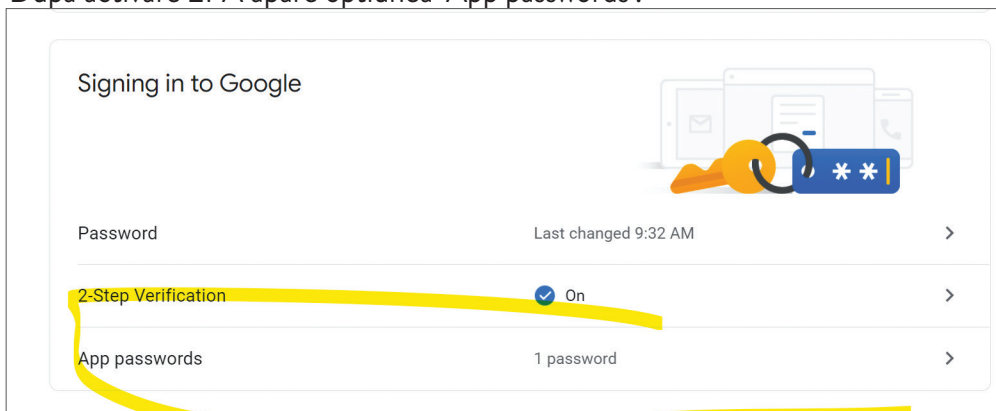 Signing in to Google
* *
Password Last changed 9:32 AM
2-Step Verification On
App passwords 1 password